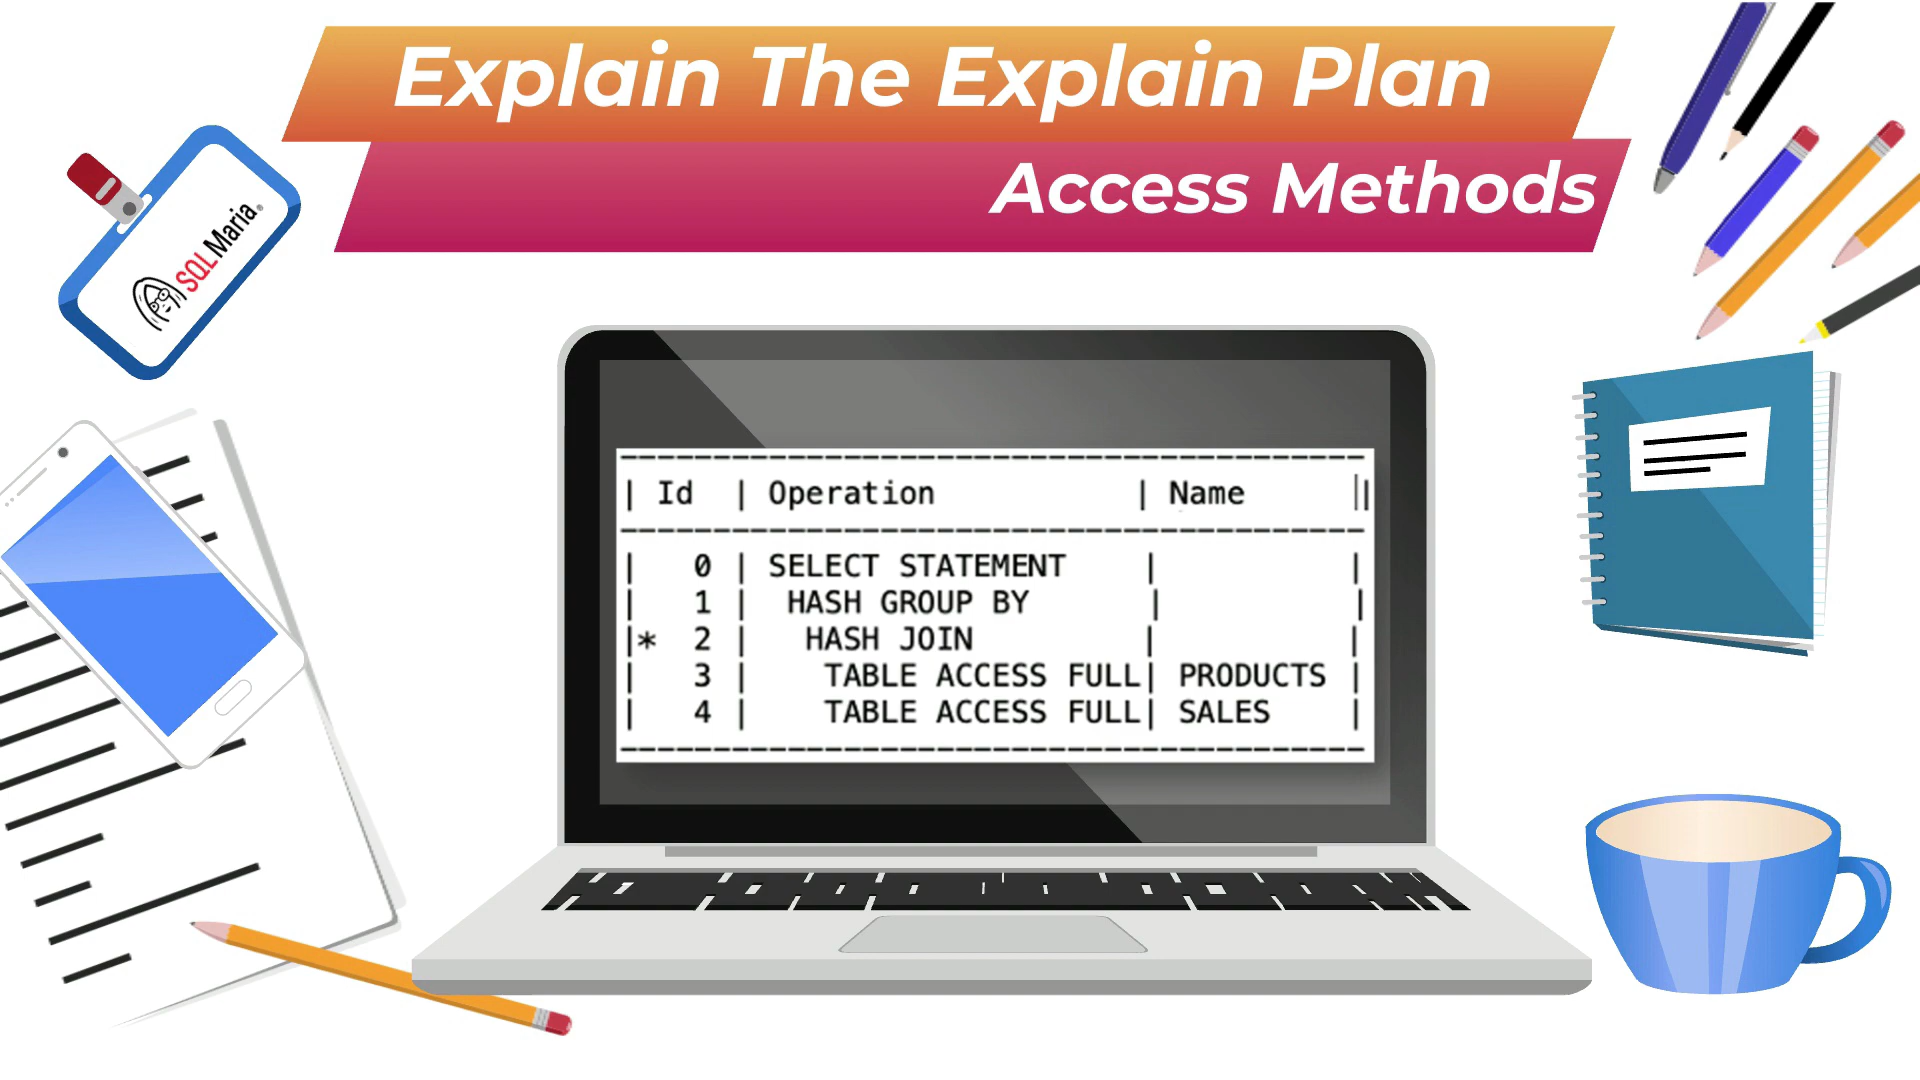 Explain The Explain Plan
Access Methods
SQLMaria®
--------------------------------
| Id | Operation | Name ||
--------------------------------
| 0 | SELECT STATEMENT | |
| 1 | HASH GROUP BY | |
|* 2 | HASH JOIN | |
| 3 | TABLE ACCESS FULL| PRODUCTS |
| 4 | TABLE ACCESS FULL| SALES |
--------------------------------